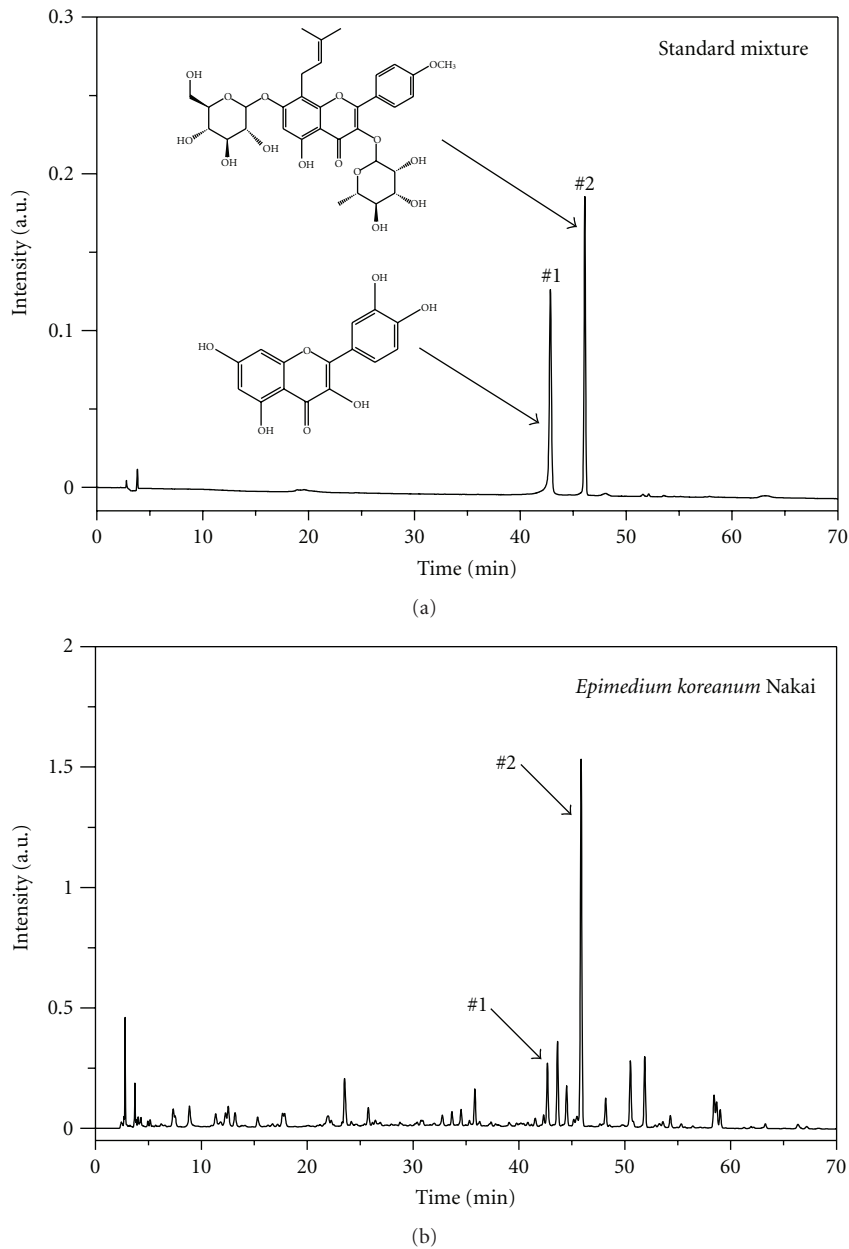 0.3
Standard mixture
OH
O
O
O
OCH3
HO
OH
OH
OH
O
O
O
OH
OH
OH
0.2
#2
#1
Intensity (a.u.)
0.1
OH
OH
HO
O
OH
OH
O
0
0 10 20 30 40 50 60 70
Time (min)
(a)
2
Epimedium koreanum Nakai
1.5
#2
Intensity (a.u.)
1
0.5
#1
0
0 10 20 30 40 50 60 70
Time (min)
(b)